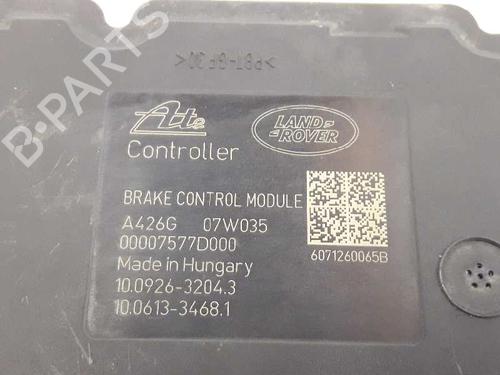 >PBT-GF30<
Ate
LAND
ROVER
Controller
BRAKE CONTROL MODULE
A426G 07W035
00007577D000
6071260065B
Made in Hungary
10.0926-3204.3
10.0613-3468.1
B-PARTS